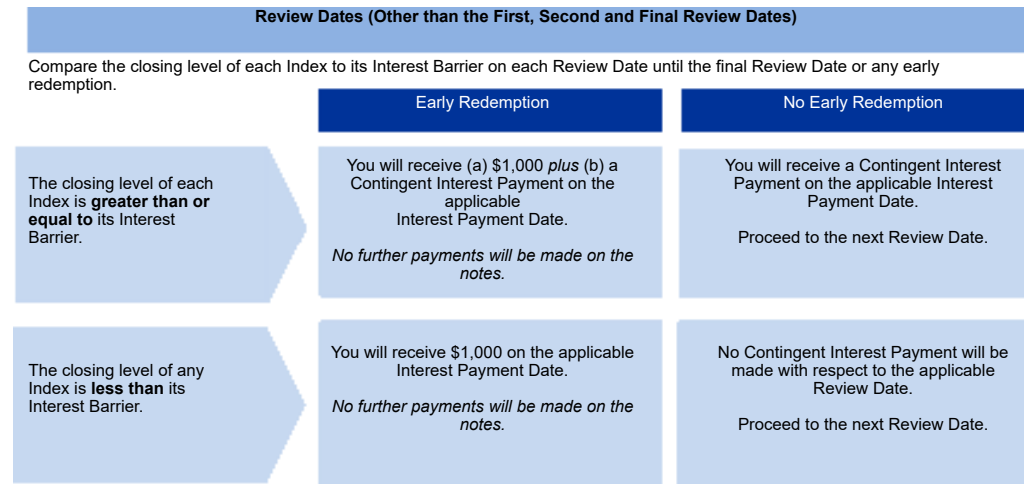 Review Dates (Other than the First, Second and Final Review Dates)
Compare the closing level of each Index to its Interest Barrier on each Review Date until the final Review Date or any early
redemption.
Early Redemption
No Early Redemption
The closing level of each
Index is greater than or
equal to its Interest
Barrier.
You will receive (a) $1,000 plus (b) a
Contingent Interest Payment on the
applicable
Interest Payment Date.
No further payments will be made on the
notes.
You will receive a Contingent Interest
Payment on the applicable Interest
Payment Date.
Proceed to the next Review Date.
The closing level of any
Index is less than its
Interest Barrier.
You will receive $1,000 on the applicable
Interest Payment Date.
No further payments will be made on the
notes.
No Contingent Interest Payment will be
made with respect to the applicable
Review Date.
Proceed to the next Review Date.